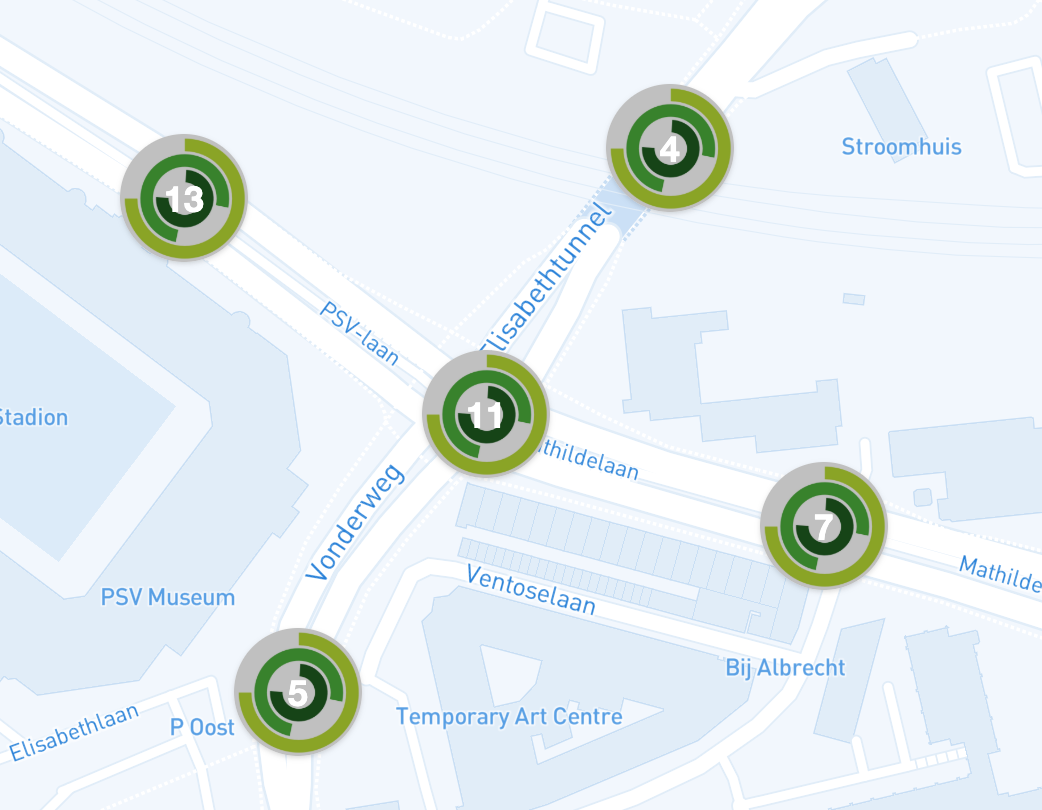 4
Stroomhuis
13
Elisabethtunnel
PSV-laan
11
Stadion
thildelaan
7
Vonderweg
Mathilde
Ventoselaan
PSV Museum
Bij Albrecht
5
Temporary Art Centre
P Oost
Elisabethlaan